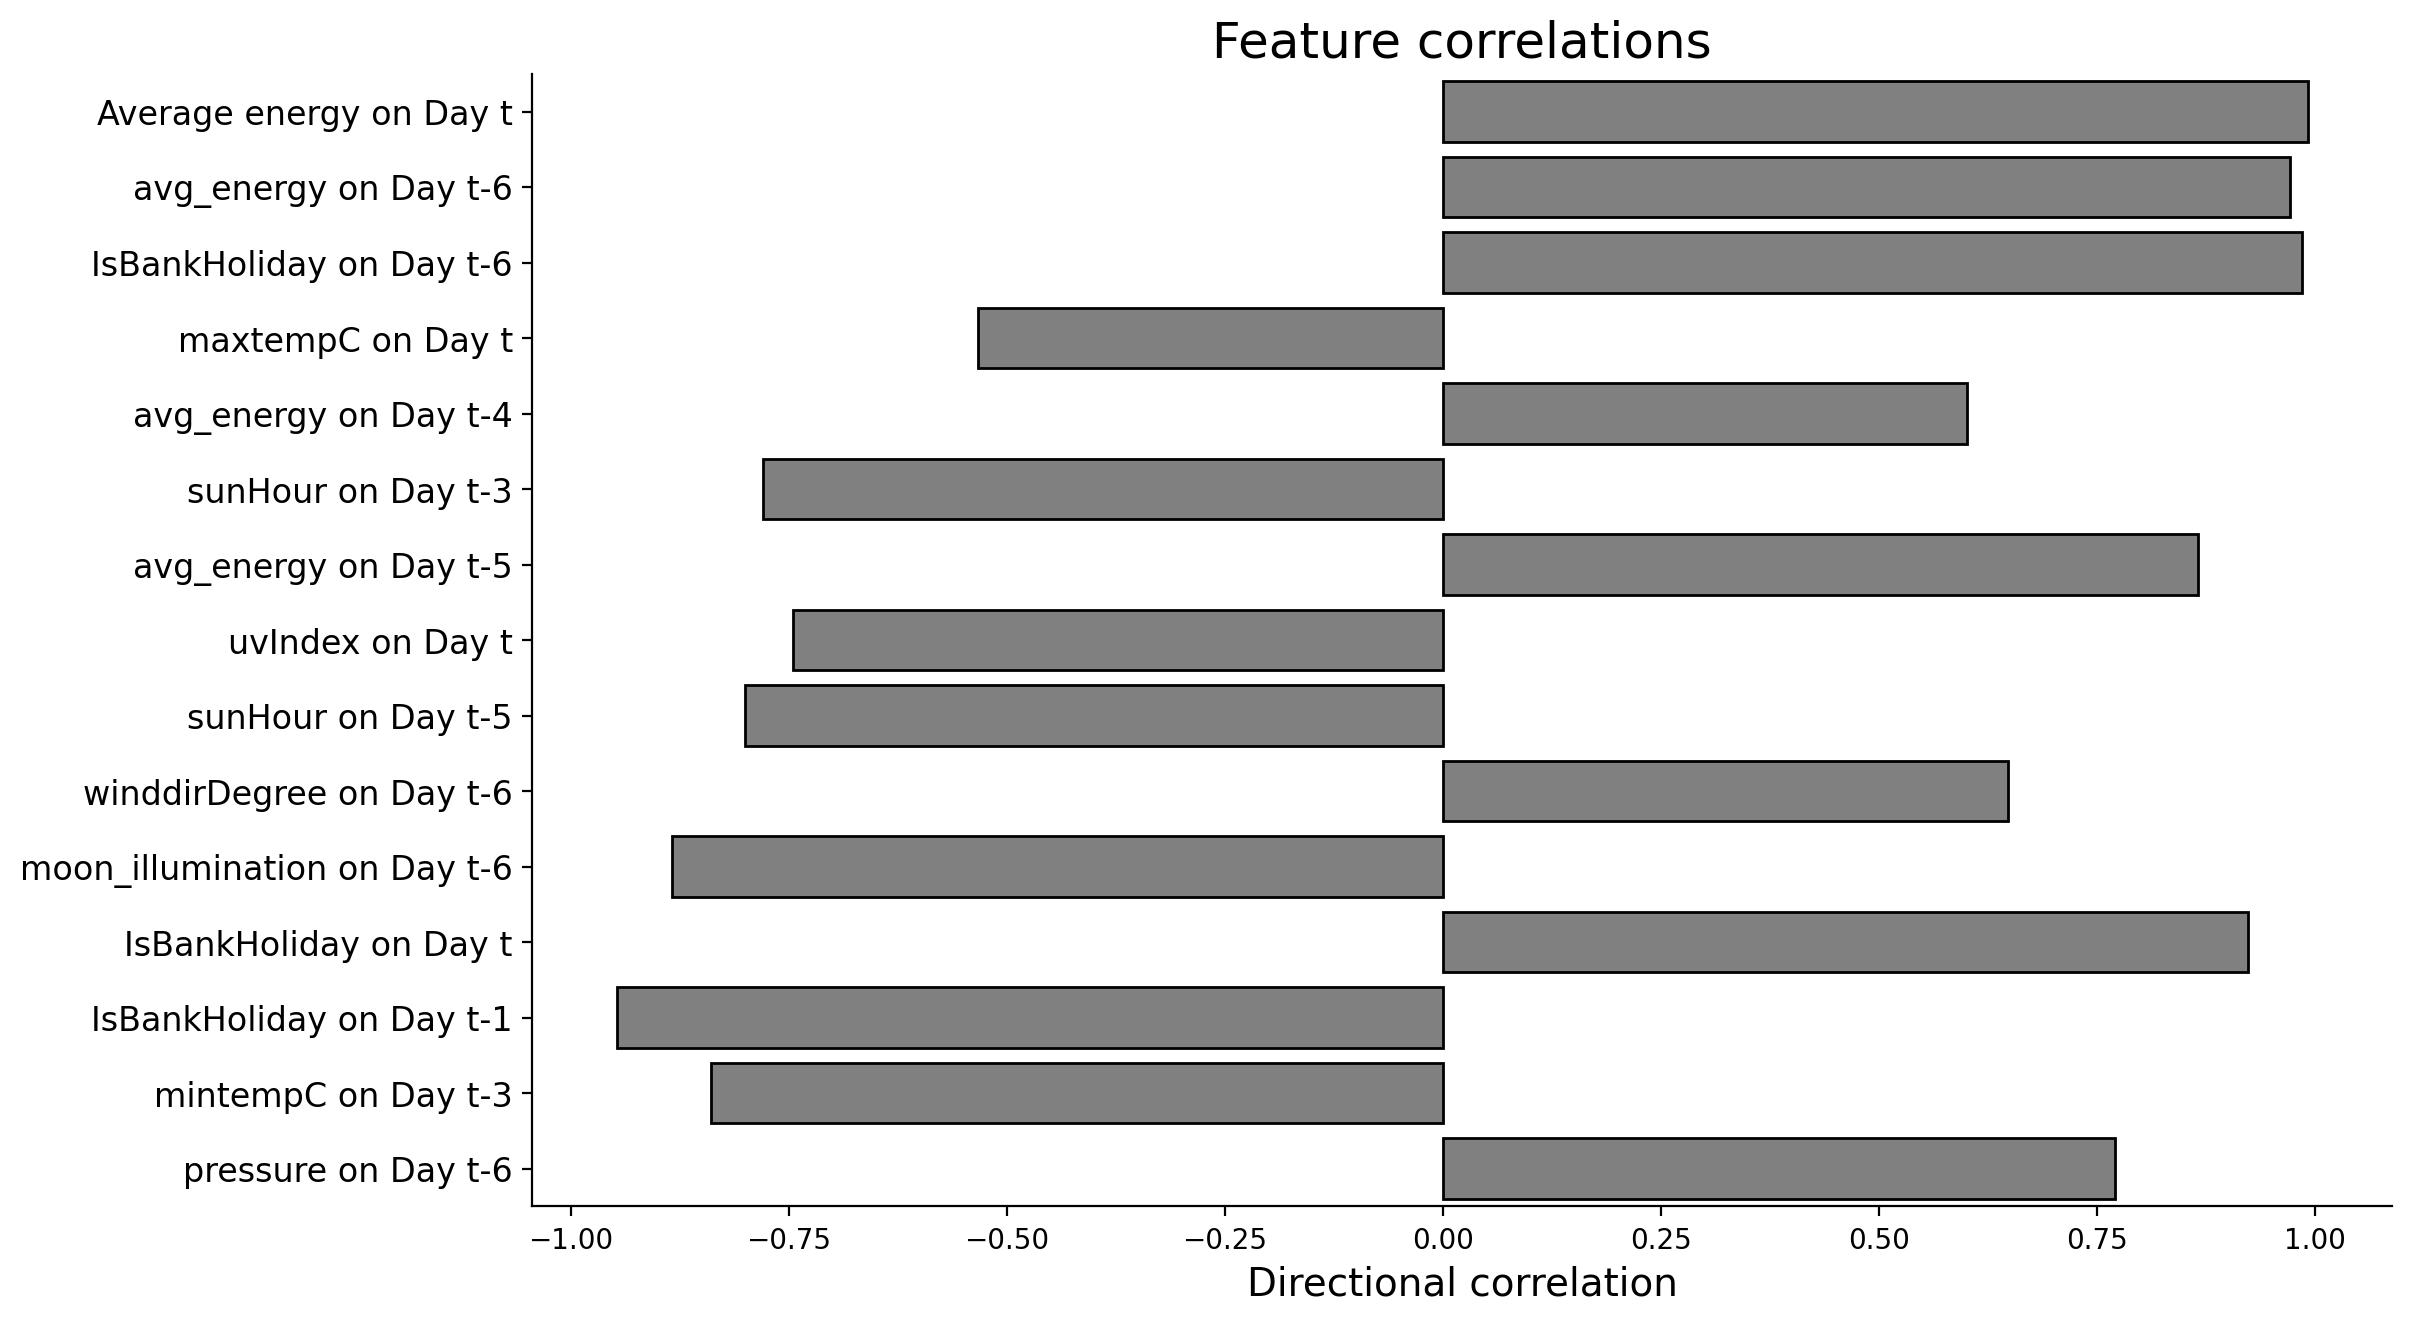 Feature correlations
Average energy on Day t
avg_energy on Day t-6
IsBankHoliday on Day t-6
maxtempC on Day t
avg_energy on Day t-4
sunHour on Day t-3
avg_energy on Day t-5
uvIndex on Day t
sunHour on Day t-5
winddirDegree on Day t-6
moon_illumination on Day t-6
IsBankHoliday on Day t
IsBankHoliday on Day t-1
mintempC on Day t-3
pressure on Day t-6
−1.00 −0.75 −0.50 −0.25 0.00 0.25 0.50 0.75 1.00
Directional correlation